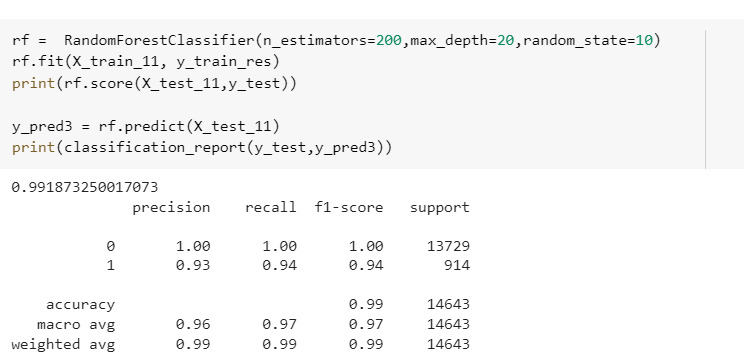 rf =  RandomForestClassifier(n_estimators=200,max_depth=20,random_state=10)
rf.fit(X_train_11, y_train_res)
print(rf.score(X_test_11,y_test))

y_pred3 = rf.predict(X_test_11)
print(classification_report(y_test,y_pred3))

0.991873250017073
              precision    recall  f1-score   support

           0       1.00      1.00      1.00     13729
           1       0.93      0.94      0.94       914

    accuracy                           0.99     14643
   macro avg       0.96      0.97      0.97     14643
weighted avg       0.99      0.99      0.99     14643